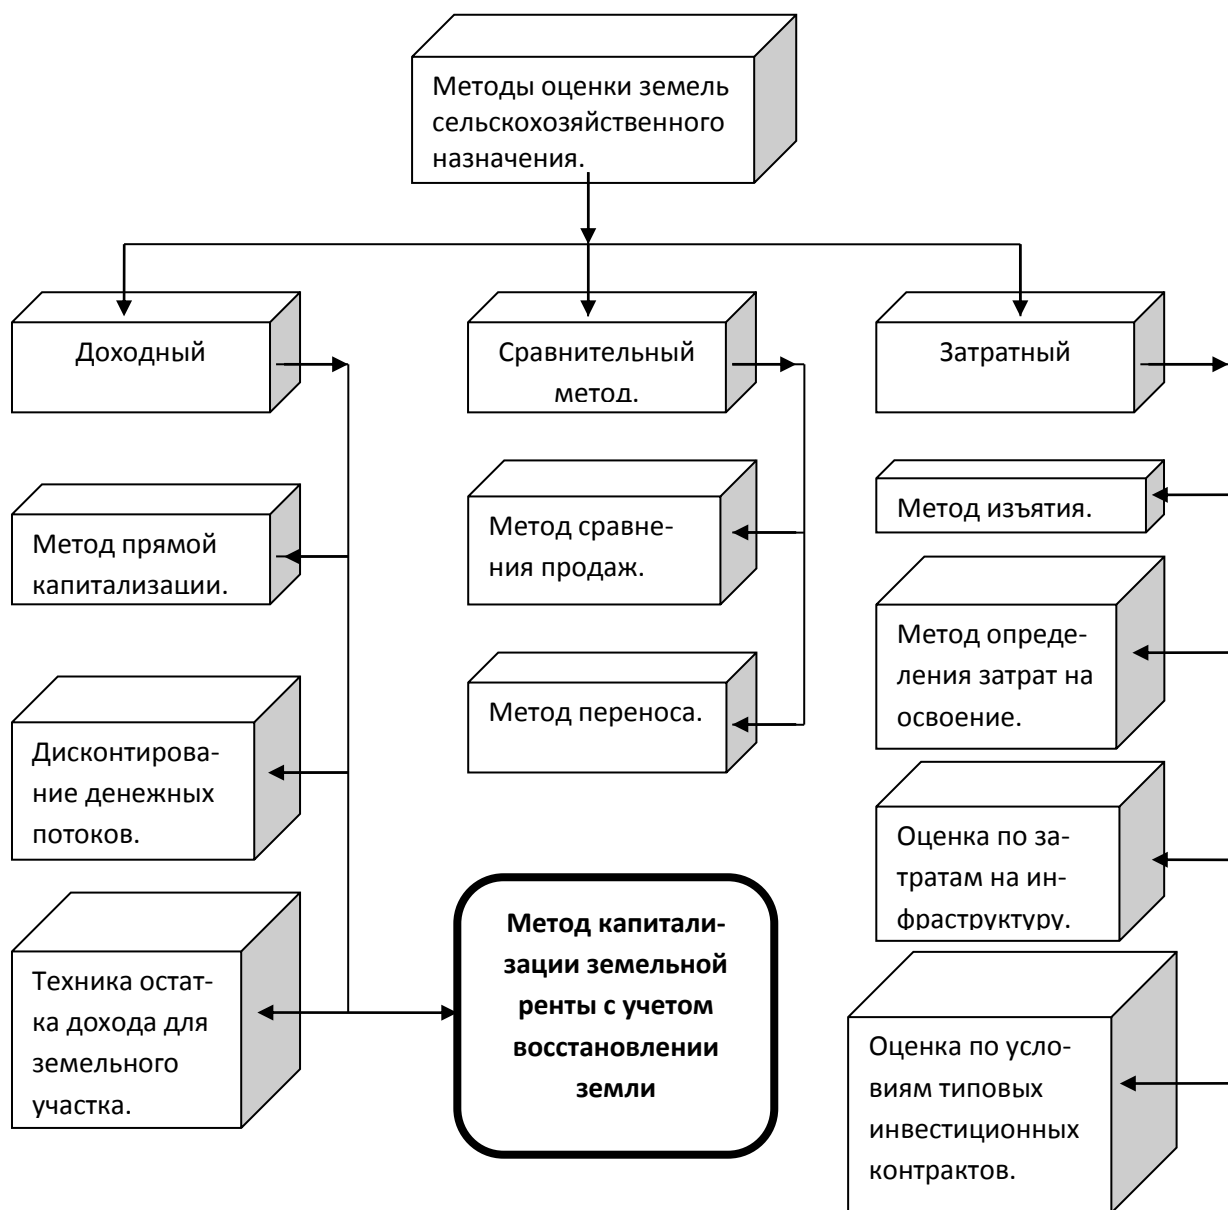 Методы оценки земель
сельскохозяйственного
назначения.
Доходный
Сравнительный
метод.
Затратный
Метод прямой
капитализации.
Метод сравне-
ния продаж.
Метод изъятия.
Метод опреде-
ления затрат на
освоение.
Метод переноса.
Дисконтирова-
ние денежных
потоков.
Оценка по за-
тратам на ин-
фраструктуру.
Техника остат-
ка дохода для
земельного
участка.
Метод капитали-
зации земельной
ренты с учетом
восстановлении
земли
Оценка по усло-
виям типовых
инвестиционных
контрактов.